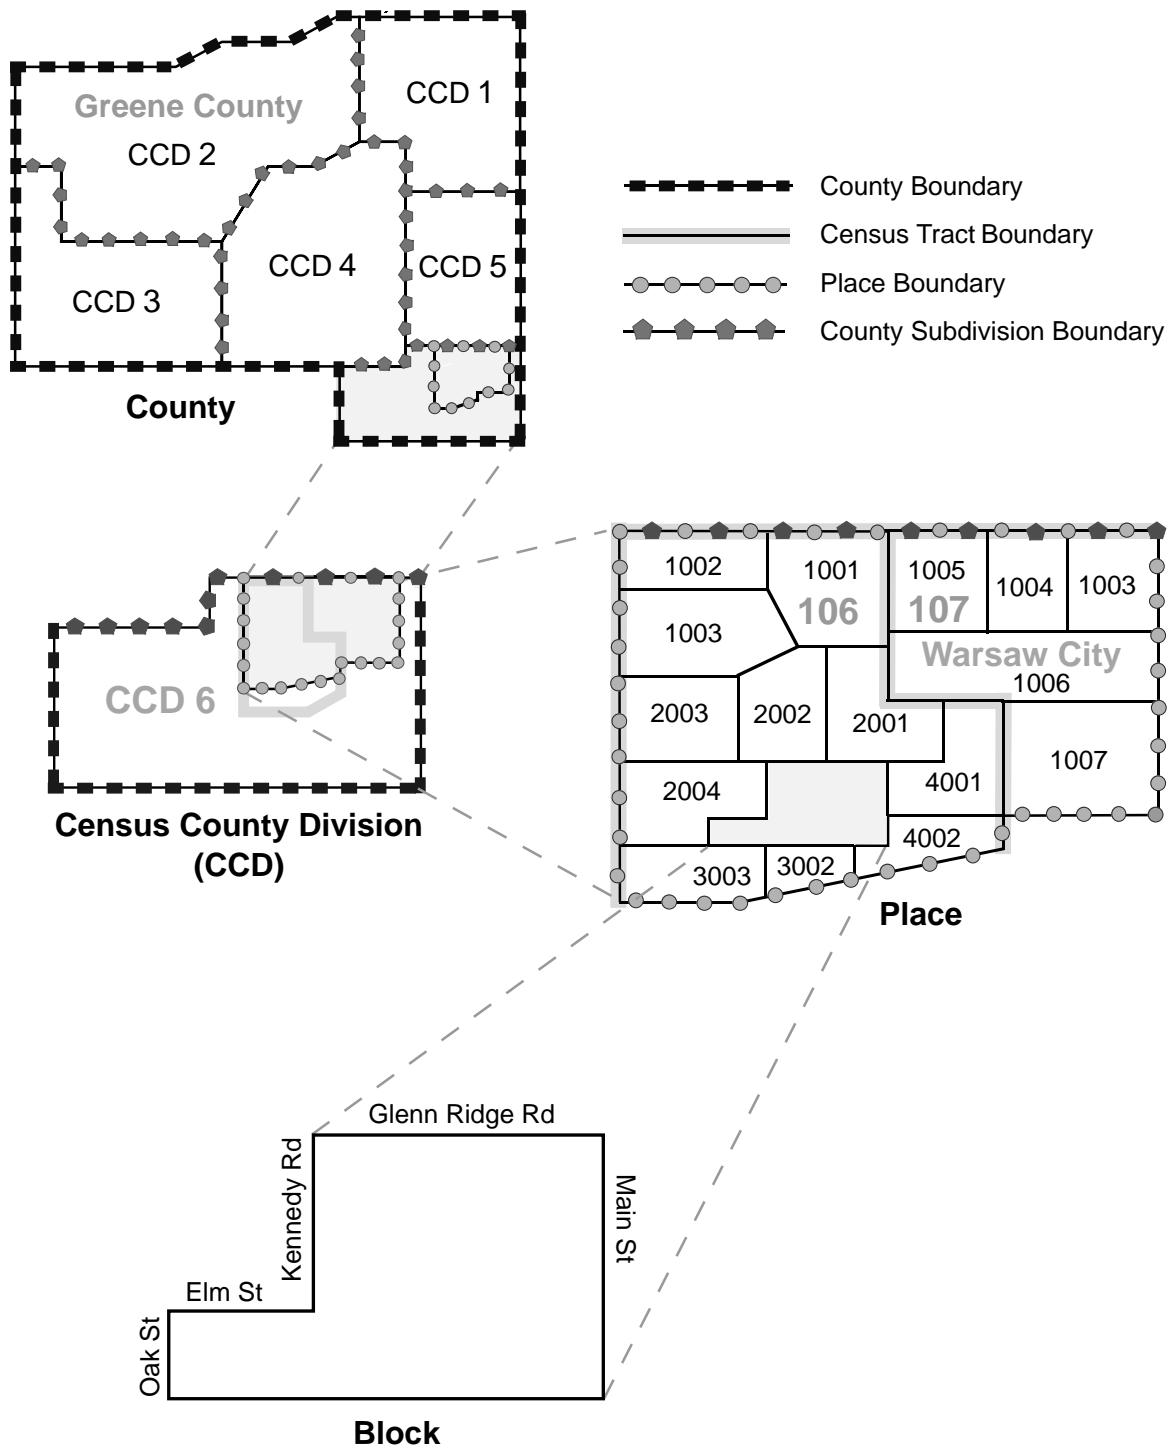 CCD 1
Greene County
CCD 2
CCD 4
CCD 5
CCD 3
County
County Boundary
Census Tract Boundary
Place Boundary
County Subdivision Boundary
CCD 6
Census County Division
(CCD)
1002
1001
1005
1004
1003
106
107
1003
Warsaw City
1006
2003
2002
2001
1007
2004
4001
4002
3003
3002
Place
Glenn Ridge Rd
Kennedy Rd
Main St
Elm St
Oak St
Block